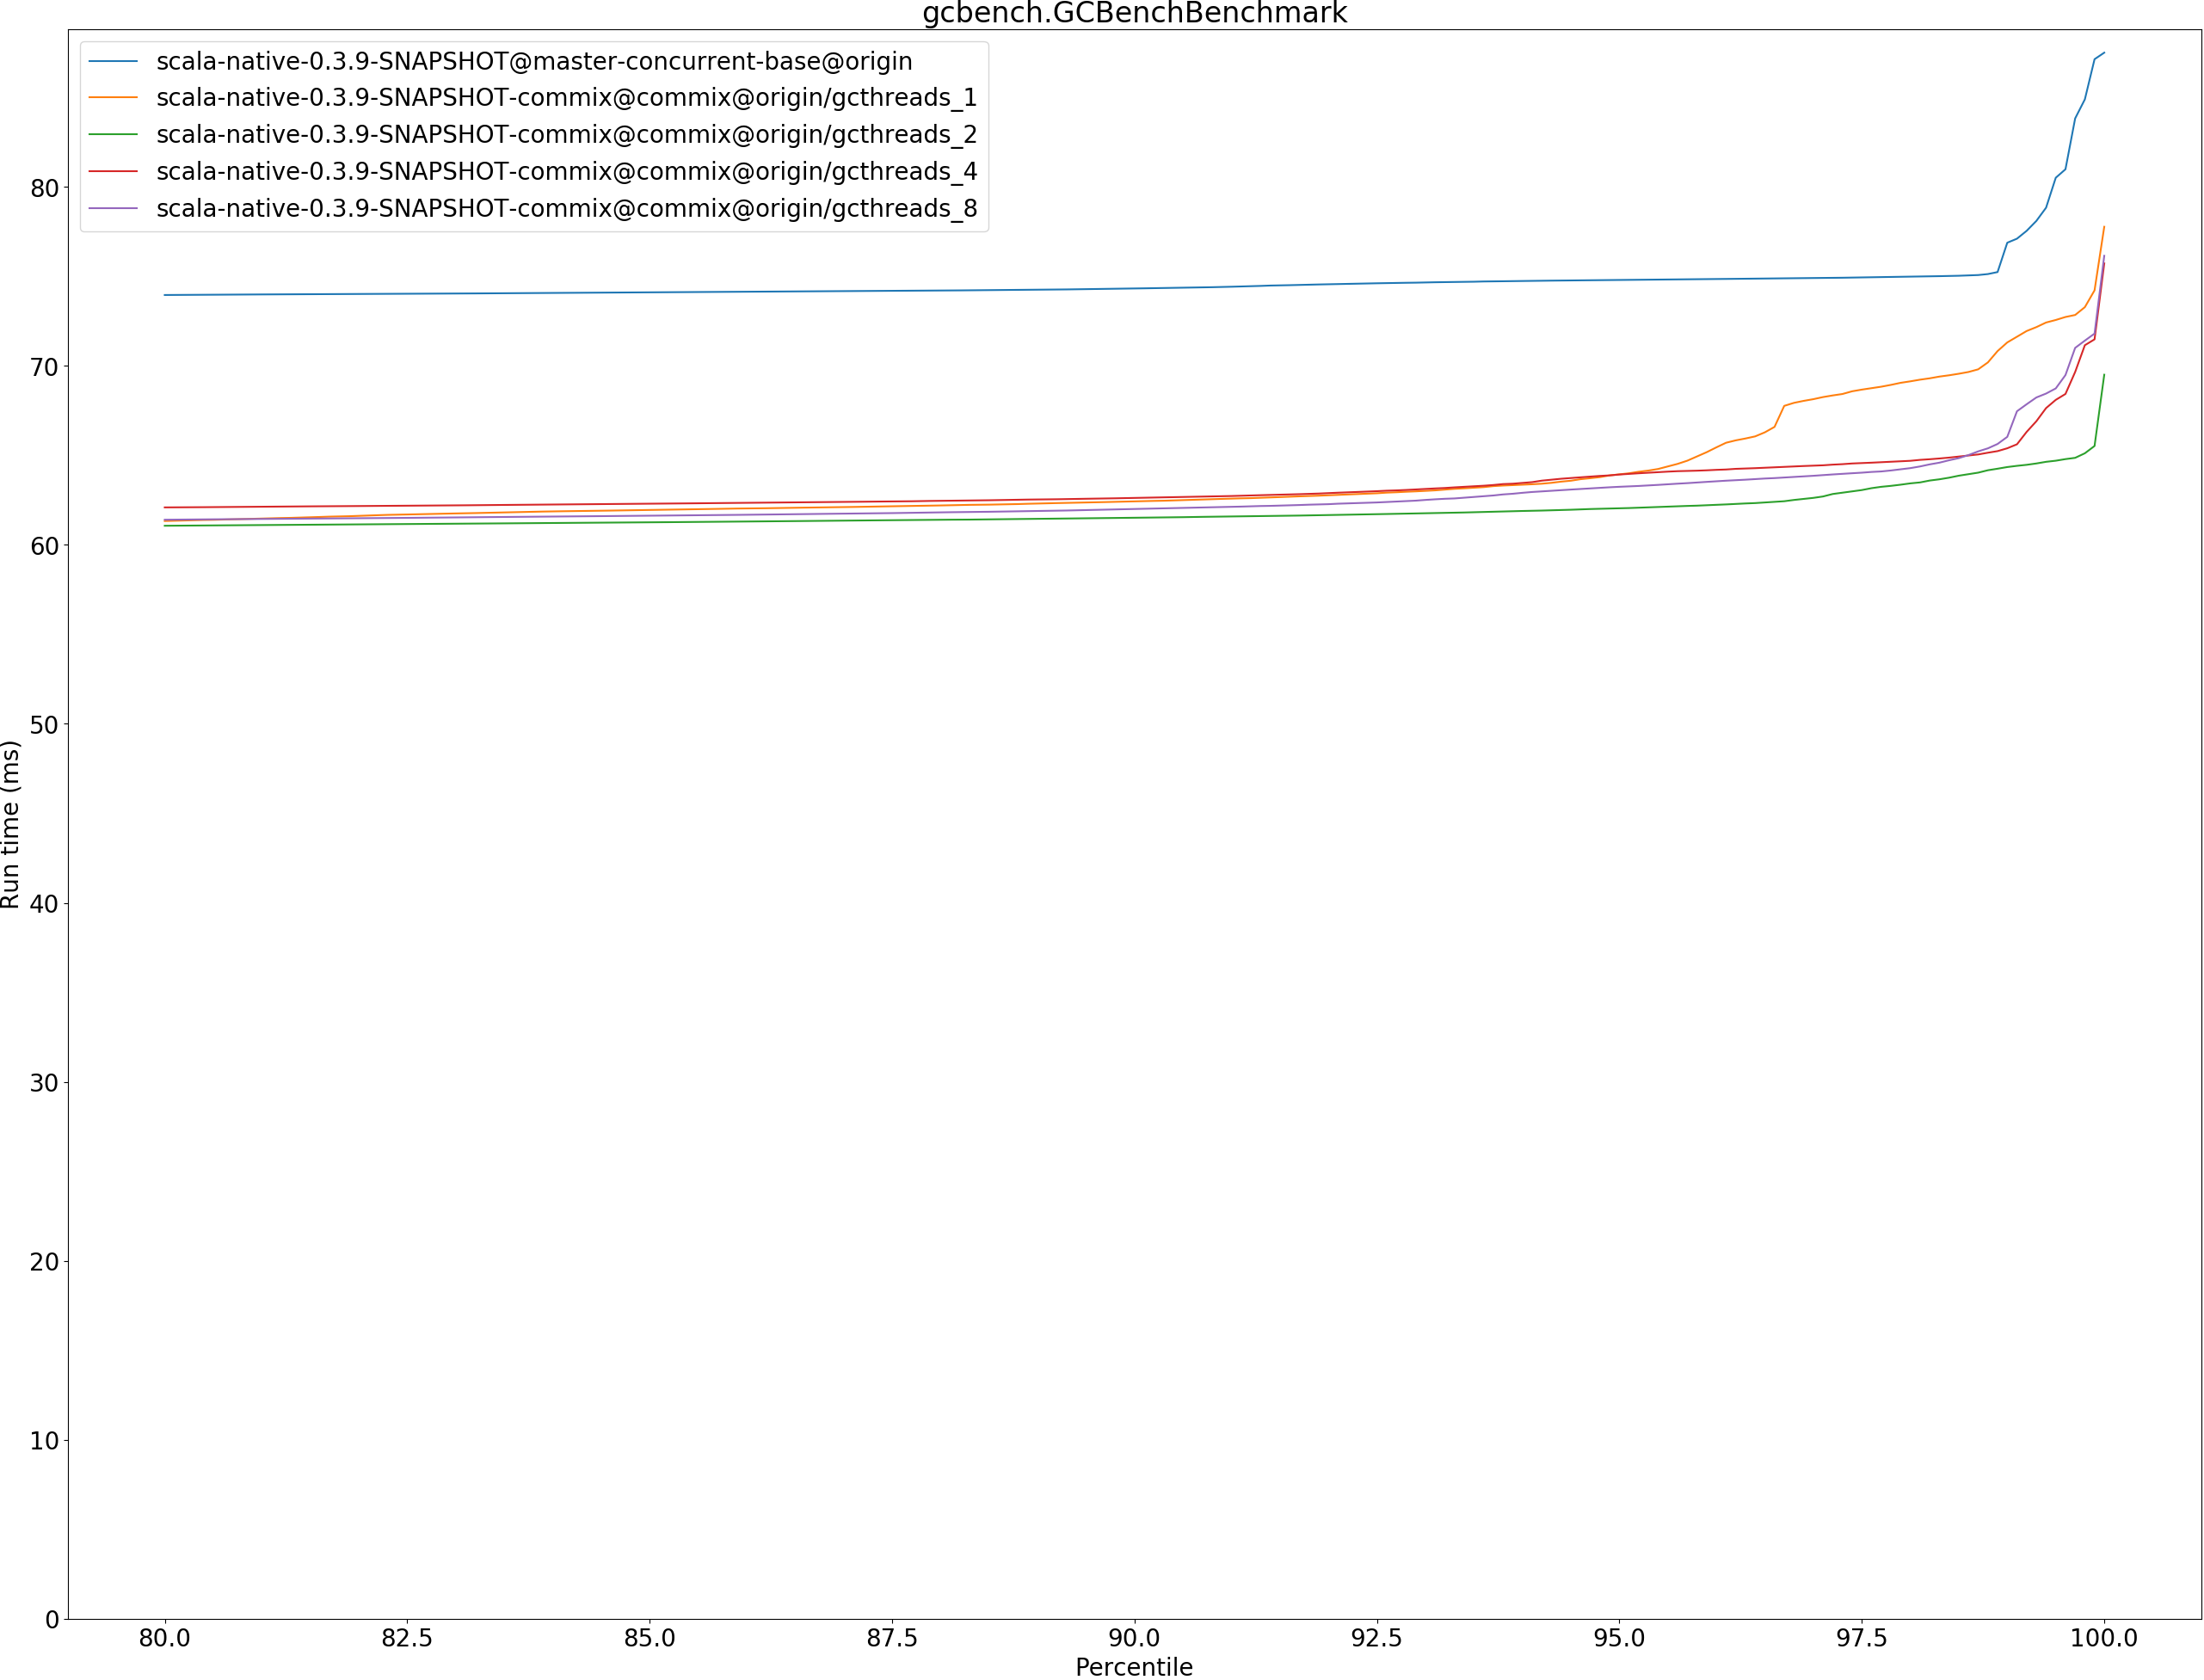 gcbench.GCBenchBenchmark
scala-native-0.3.9-SNAPSHOT@master-concurrent-base@origin
scala-native-0.3.9-SNAPSHOT-commix@commix@origin/gcthreads_1
scala-native-0.3.9-SNAPSHOT-commix@commix@origin/gcthreads_2
scala-native-0.3.9-SNAPSHOT-commix@commix@origin/gcthreads_4
scala-native-0.3.9-SNAPSHOT-commix@commix@origin/gcthreads_8
80
70
60
50
40
30
20
10
0
Run time (ms)
80.0 82.5 85.0 87.5 90.0 92.5 95.0 97.5 100.0
Percentile